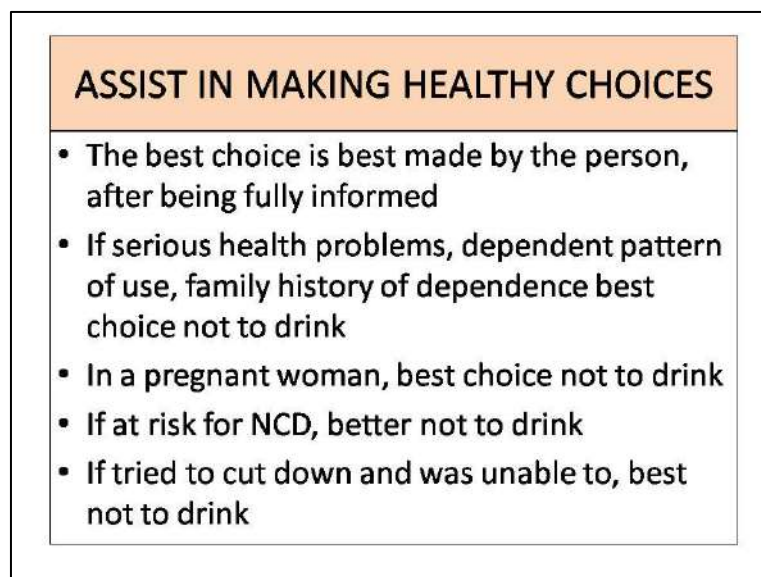 ASSIST IN MAKING HEALTHY CHOICES
• The best choice is best made by the person,
after being fully informed
• If serious health problems, dependent pattern
of use, family history of dependence best
choice not to drink
• In a pregnant woman, best choice not to drink
• If at risk for NCD, better not to drink
• If tried to cut down and was unable to, best
not to drink